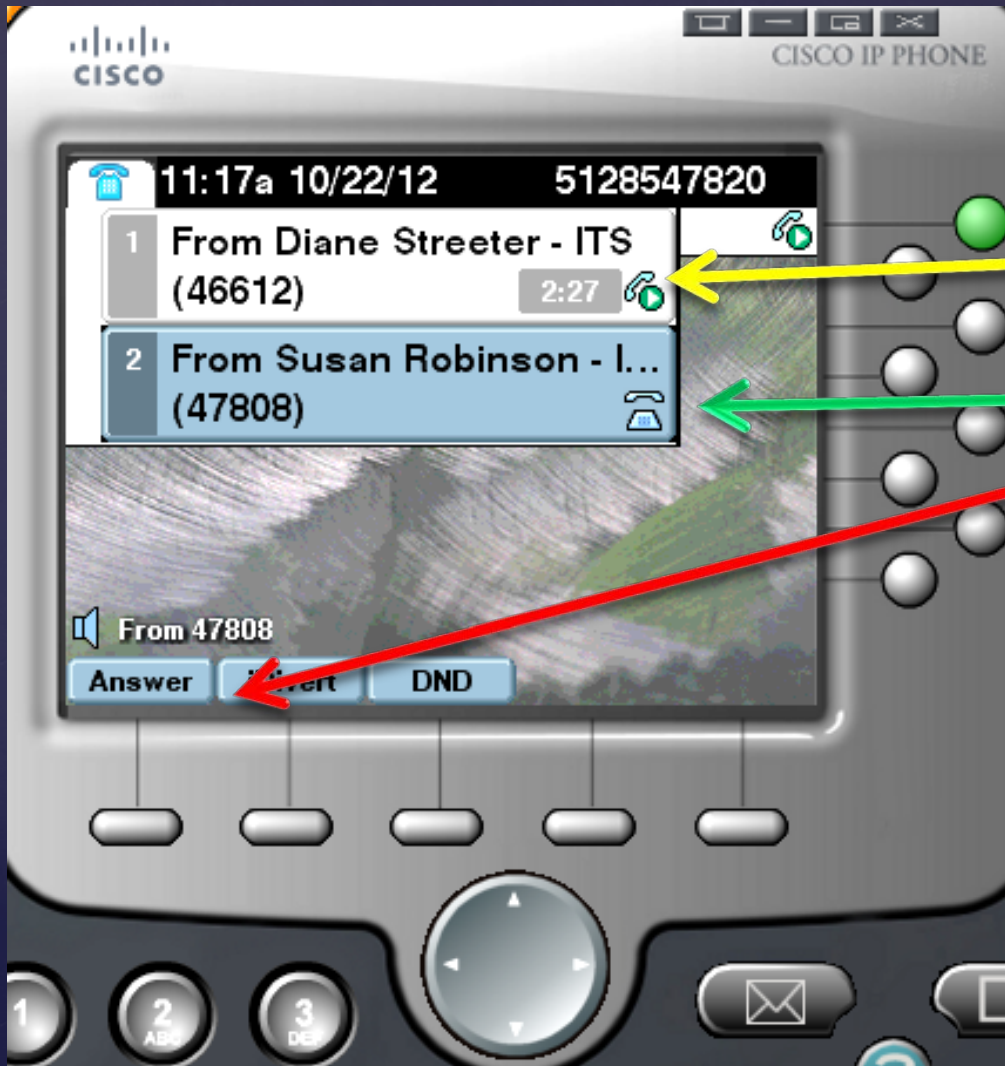 CISCO
CISCO IP PHONE
11:17a 10/22/12 5128547820
1 From Diane Streeter - ITS
(46612) 2:27
2 From Susan Robinson - I...
(47808)
From 47808
Answer DND
1 2 3
ABC DEF